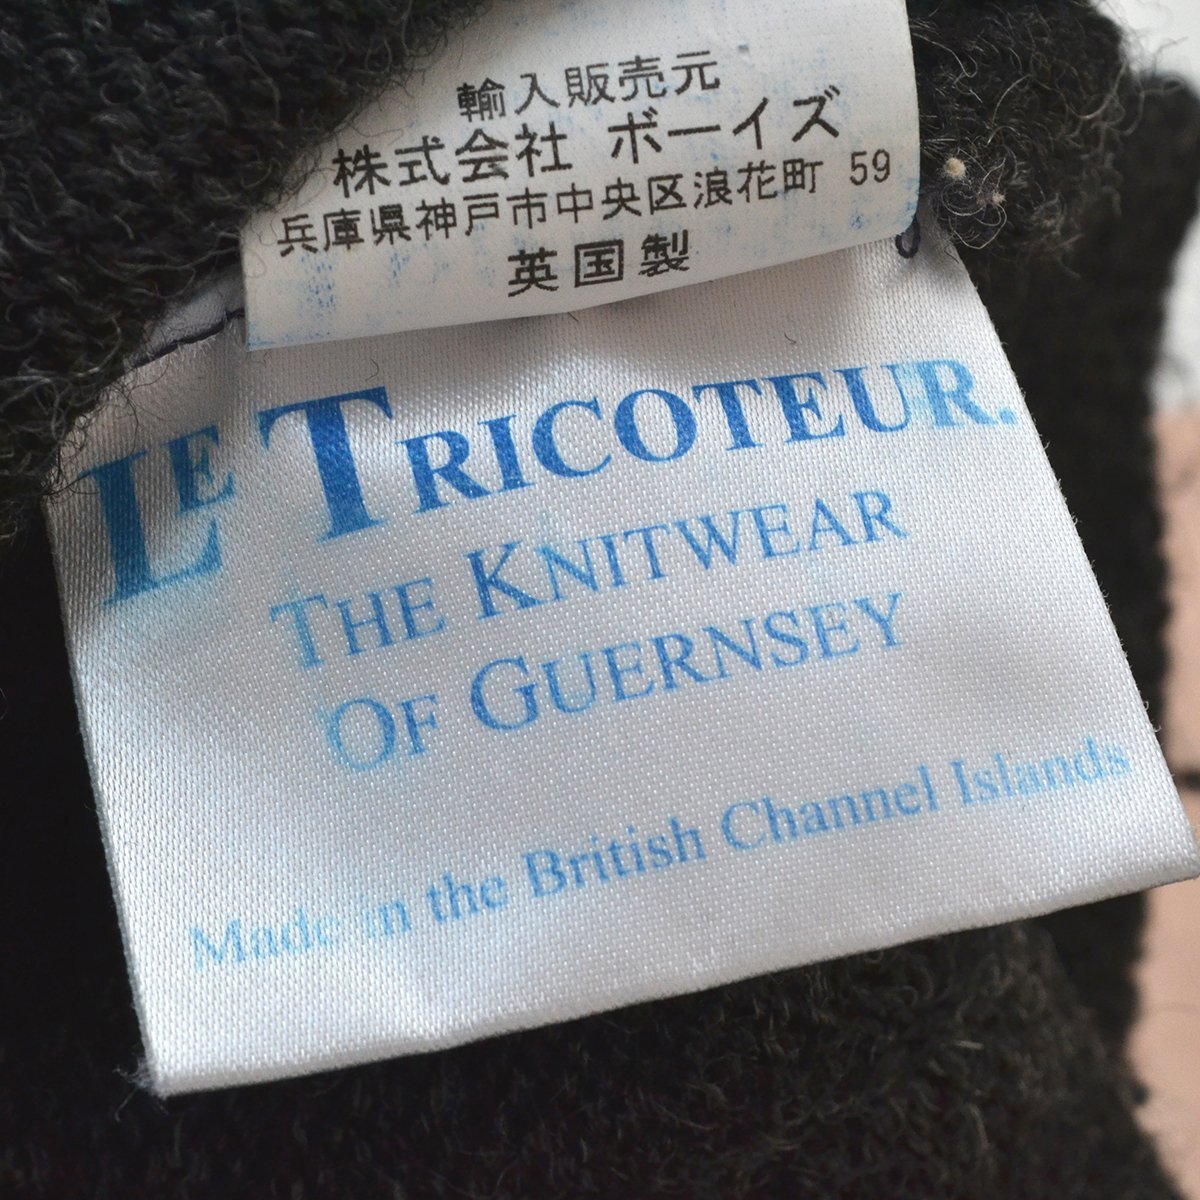 輸入販売元
株式会社 ボーイズ
兵庫県神戸市中央区浪花町 59
英国製
LE TRICOTEUR.
THE KNITWEAR
OF GUERNSEY
Made in the British Channel Islands